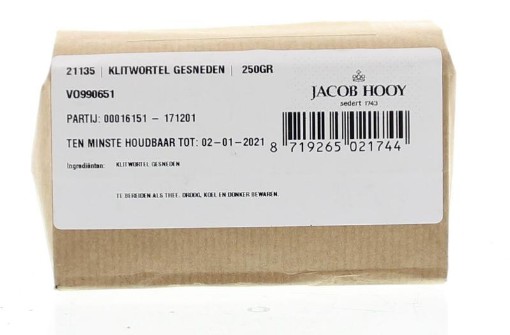 21135 | KLITWORTEL GESNEDEN | 250GR
VO990651
PARTIJ: 00016151 - 171201
TEN MINSTE HOUDBAAR TOT: 02-01-2021
Ingrediënten: KLITWORTEL GESNEDEN
TE BEREIDEN ALS THEE. DROOG, KOEL EN DONKER BEWAREN.
JACOB HOOY
sedert 1743
8 719265 021744